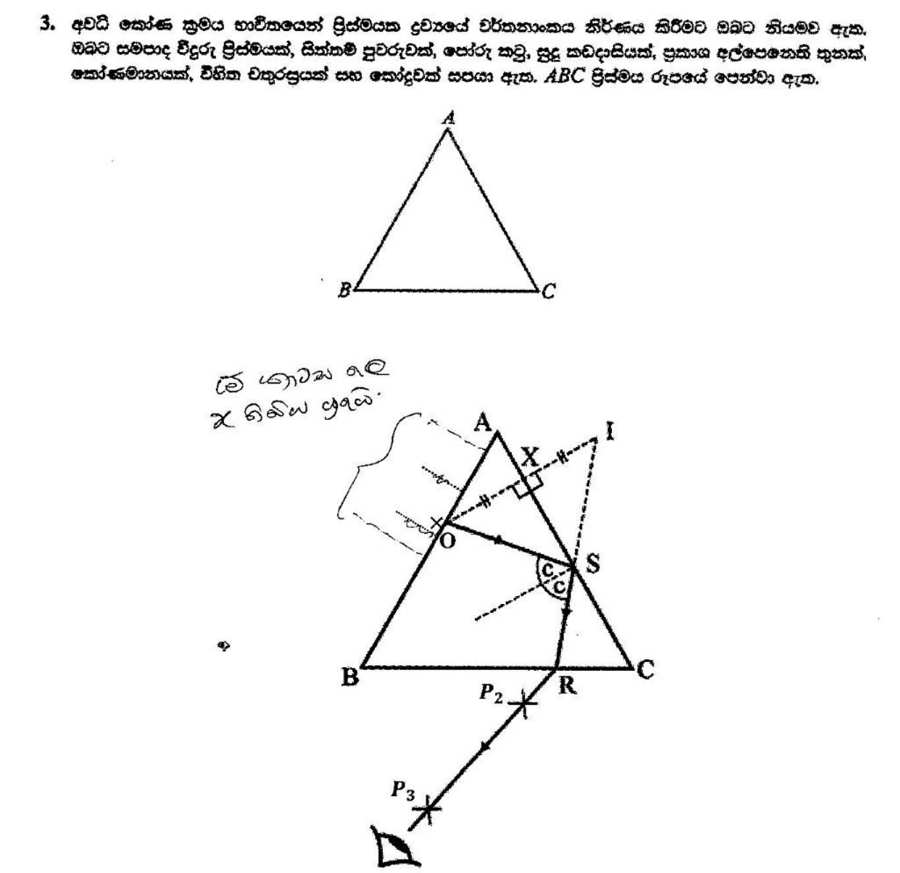 3. අවධි කෝණ ක්‍රමය භාවිතයෙන් ප්‍රිස්මයක ද්‍රව්‍යයේ වර්තනාංකය නිර්ණය කිරීමට ඔබට නියමව ඇත.
ඔබට සමපාද වීදුරු ප්‍රිස්මයක්, සිත්තම් පුවරුවක්, පෝරු කටු, සුදු කඩදාසියක්, ප්‍රකාශ අල්පෙනෙති තුනක්,
කෝණමානයක්, විහිත චතුරස්‍රයක් සහ කෝදුවක් සපයා ඇත. ABC ප්‍රිස්මය රූපයේ පෙන්වා ඇත.
A
B
C
A
I
X
O
S
C
C
B
R
C
P2
P3